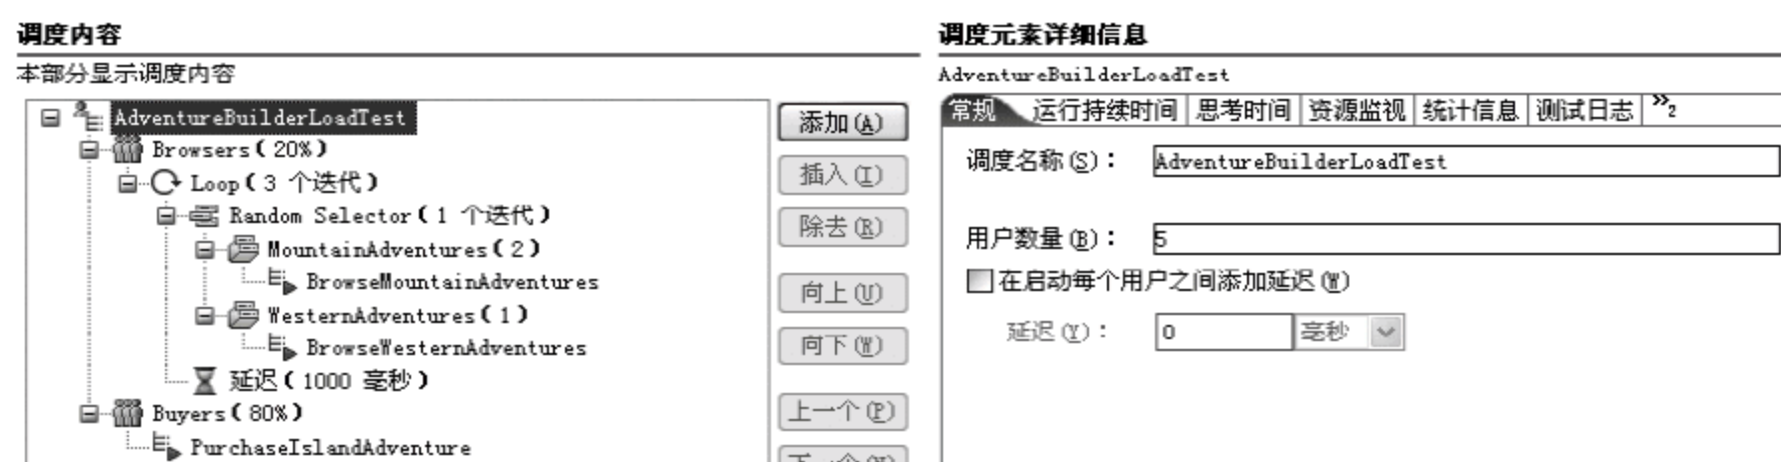 调度内容
本部分显示调度内容
AdventureBuilderLoadTest
Browsers(20%)
Loop(3 个迭代)
Random Selector(1 个迭代)
MountainAdventures(2)
BrowseMountainAdventures
WesternAdventures(1)
BrowseWesternAdventures
延迟(1000 毫秒)
Buyers(80%)
PurchaseIslandAdventure
添加(A)
插入(I)
除去(R)
向上(U)
向下(W)
上一个(P)
调度元素详细信息
AdventureBuilderLoadTest
常规 运行持续时间 思考时间 资源监视 统计信息 测试日志 »2
调度名称(S): AdventureBuilderLoadTest
用户数量(B): 5
在启动每个用户之间添加延迟(W)
延迟(Y): 0 毫秒